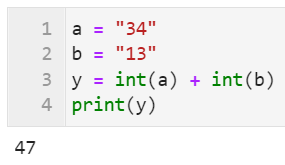 1 a = "34"
2 b = "13"
3 y = int(a) + int(b)
4 print(y)
47